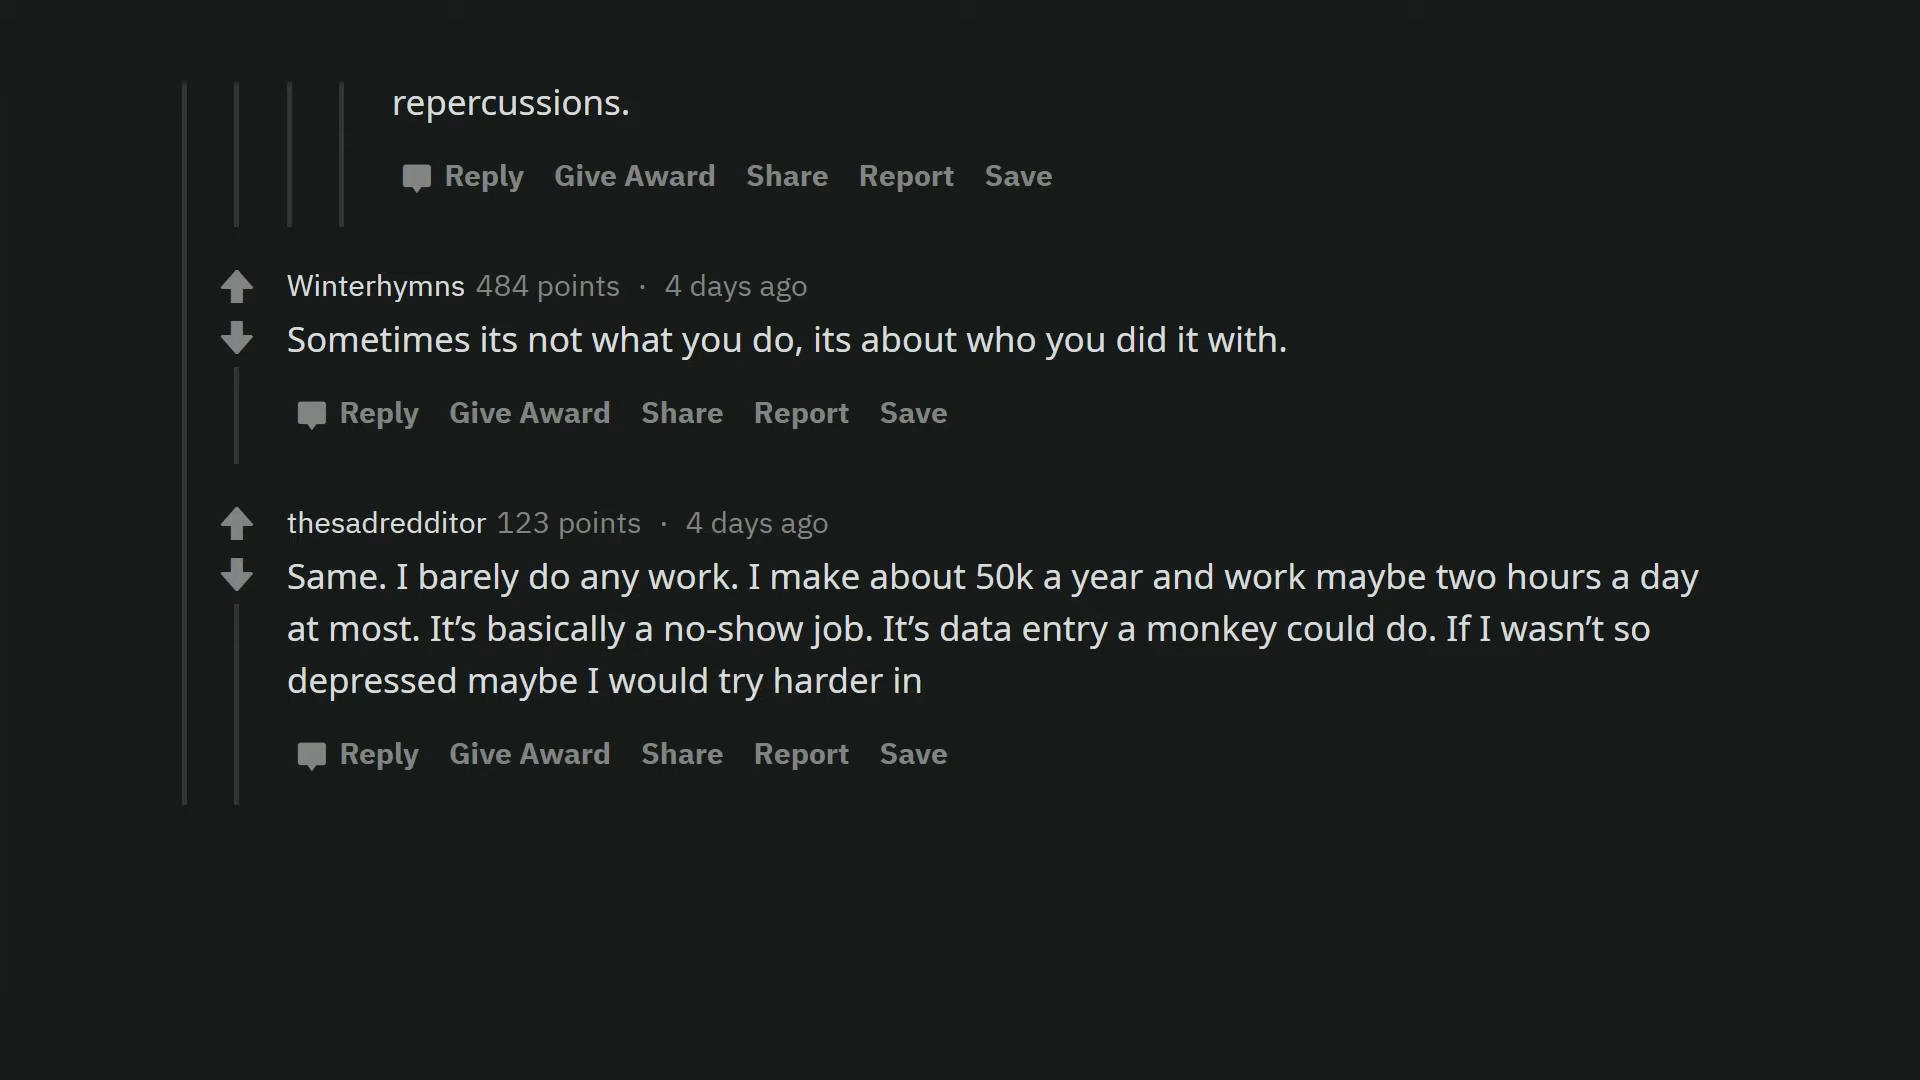 repercussions.
Reply Give Award Share Report Save
Winterhymns 484 points · 4 days ago
Sometimes its not what you do, its about who you did it with.
Reply Give Award Share Report Save
thesadredditor 123 points · 4 days ago
Same. I barely do any work. I make about 50k a year and work maybe two hours a day
at most. It’s basically a no-show job. It’s data entry a monkey could do. If I wasn’t so
depressed maybe I would try harder in
Reply Give Award Share Report Save